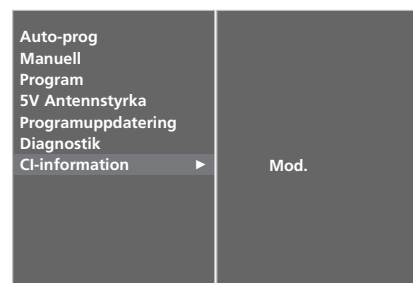 Auto-prog
Manuell
Program
5V Antennstyrka
Programuppdatering
Diagnostik
CI-information ►
Mod.